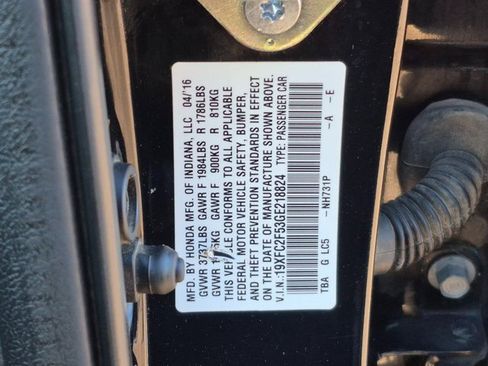 MFD. BY HONDA MFG. OF INDIANA, LLC 04/16
GVWR 3737LBS GAWR F 1984LBS R 1786LBS
GVWR KG GAWR F 900KG R 810KG
THIS VEHICLE CONFORMS TO ALL APPLICABLE
FEDERAL MOTOR VEHICLE SAFETY, BUMPER,
AND THEFT PREVENTION STANDARDS IN EFFECT
ON THE DATE OF MANUFACTURE SHOWN ABOVE.
V.I.N.:19XFC2F53GE218824 TYPE: PASSENGER CAR
TBA G LC5 -NH731P -A -E